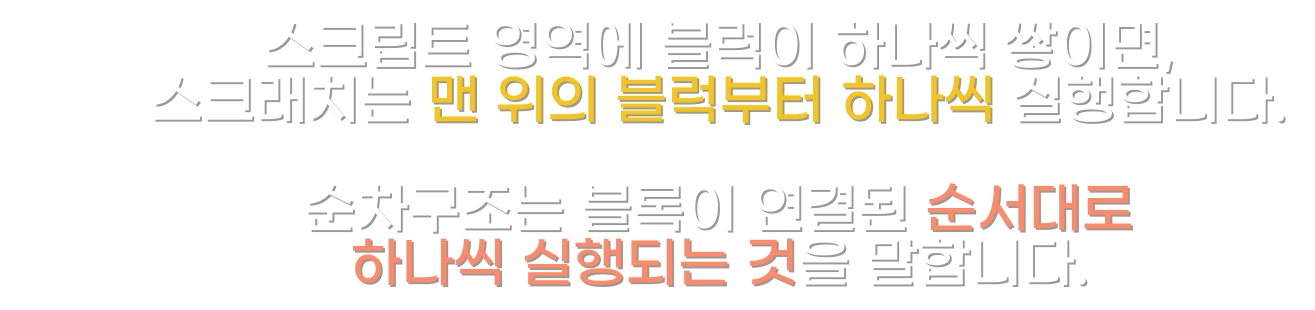 스크립트 영역에 블럭이 하나씩 쌓이면,
스크래치는 맨 위의 블럭부터 하나씩 실행합니다.
순차구조는 블록이 연결된 순서대로
하나씩 실행되는 것을 말합니다.